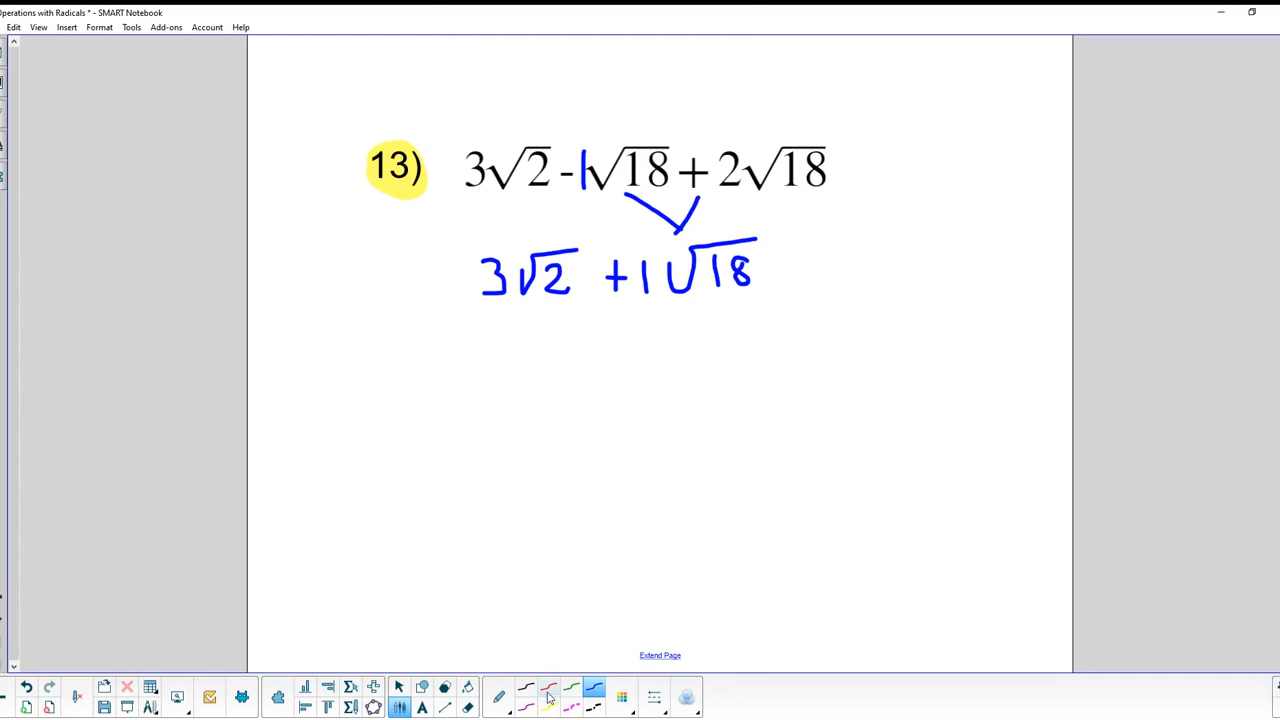 Operations with Radicals * - SMART Notebook
Edit View Insert Format Tools Add-ons Help
13) 3√2 - 1√18 + 2√18
3√2 + 1√18
Extend Page